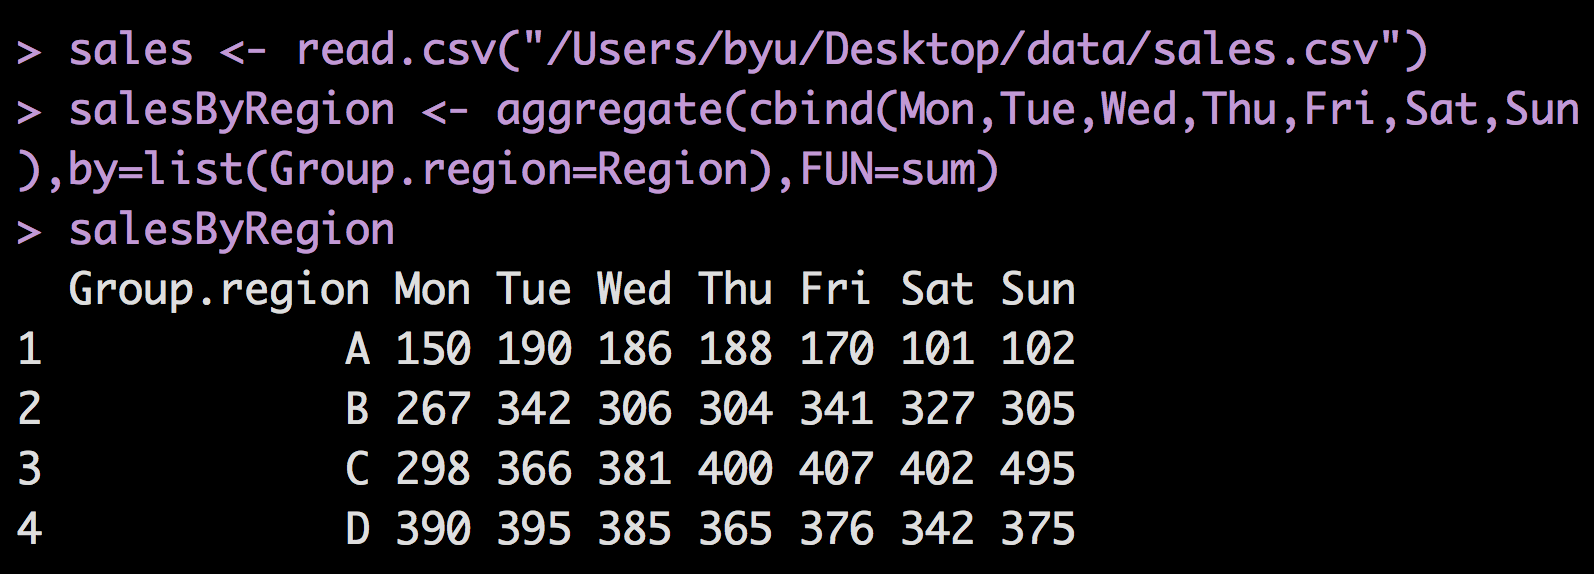 > sales <- read.csv("/Users/byu/Desktop/data/sales.csv")
> salesByRegion <- aggregate(cbind(Mon,Tue,Wed,Thu,Fri,Sat,Sun
),by=list(Group.region=Region),FUN=sum)
> salesByRegion
  Group.region Mon Tue Wed Thu Fri Sat Sun
1            A 150 190 186 188 170 101 102
2            B 267 342 306 304 341 327 305
3            C 298 366 381 400 407 402 495
4            D 390 395 385 365 376 342 375